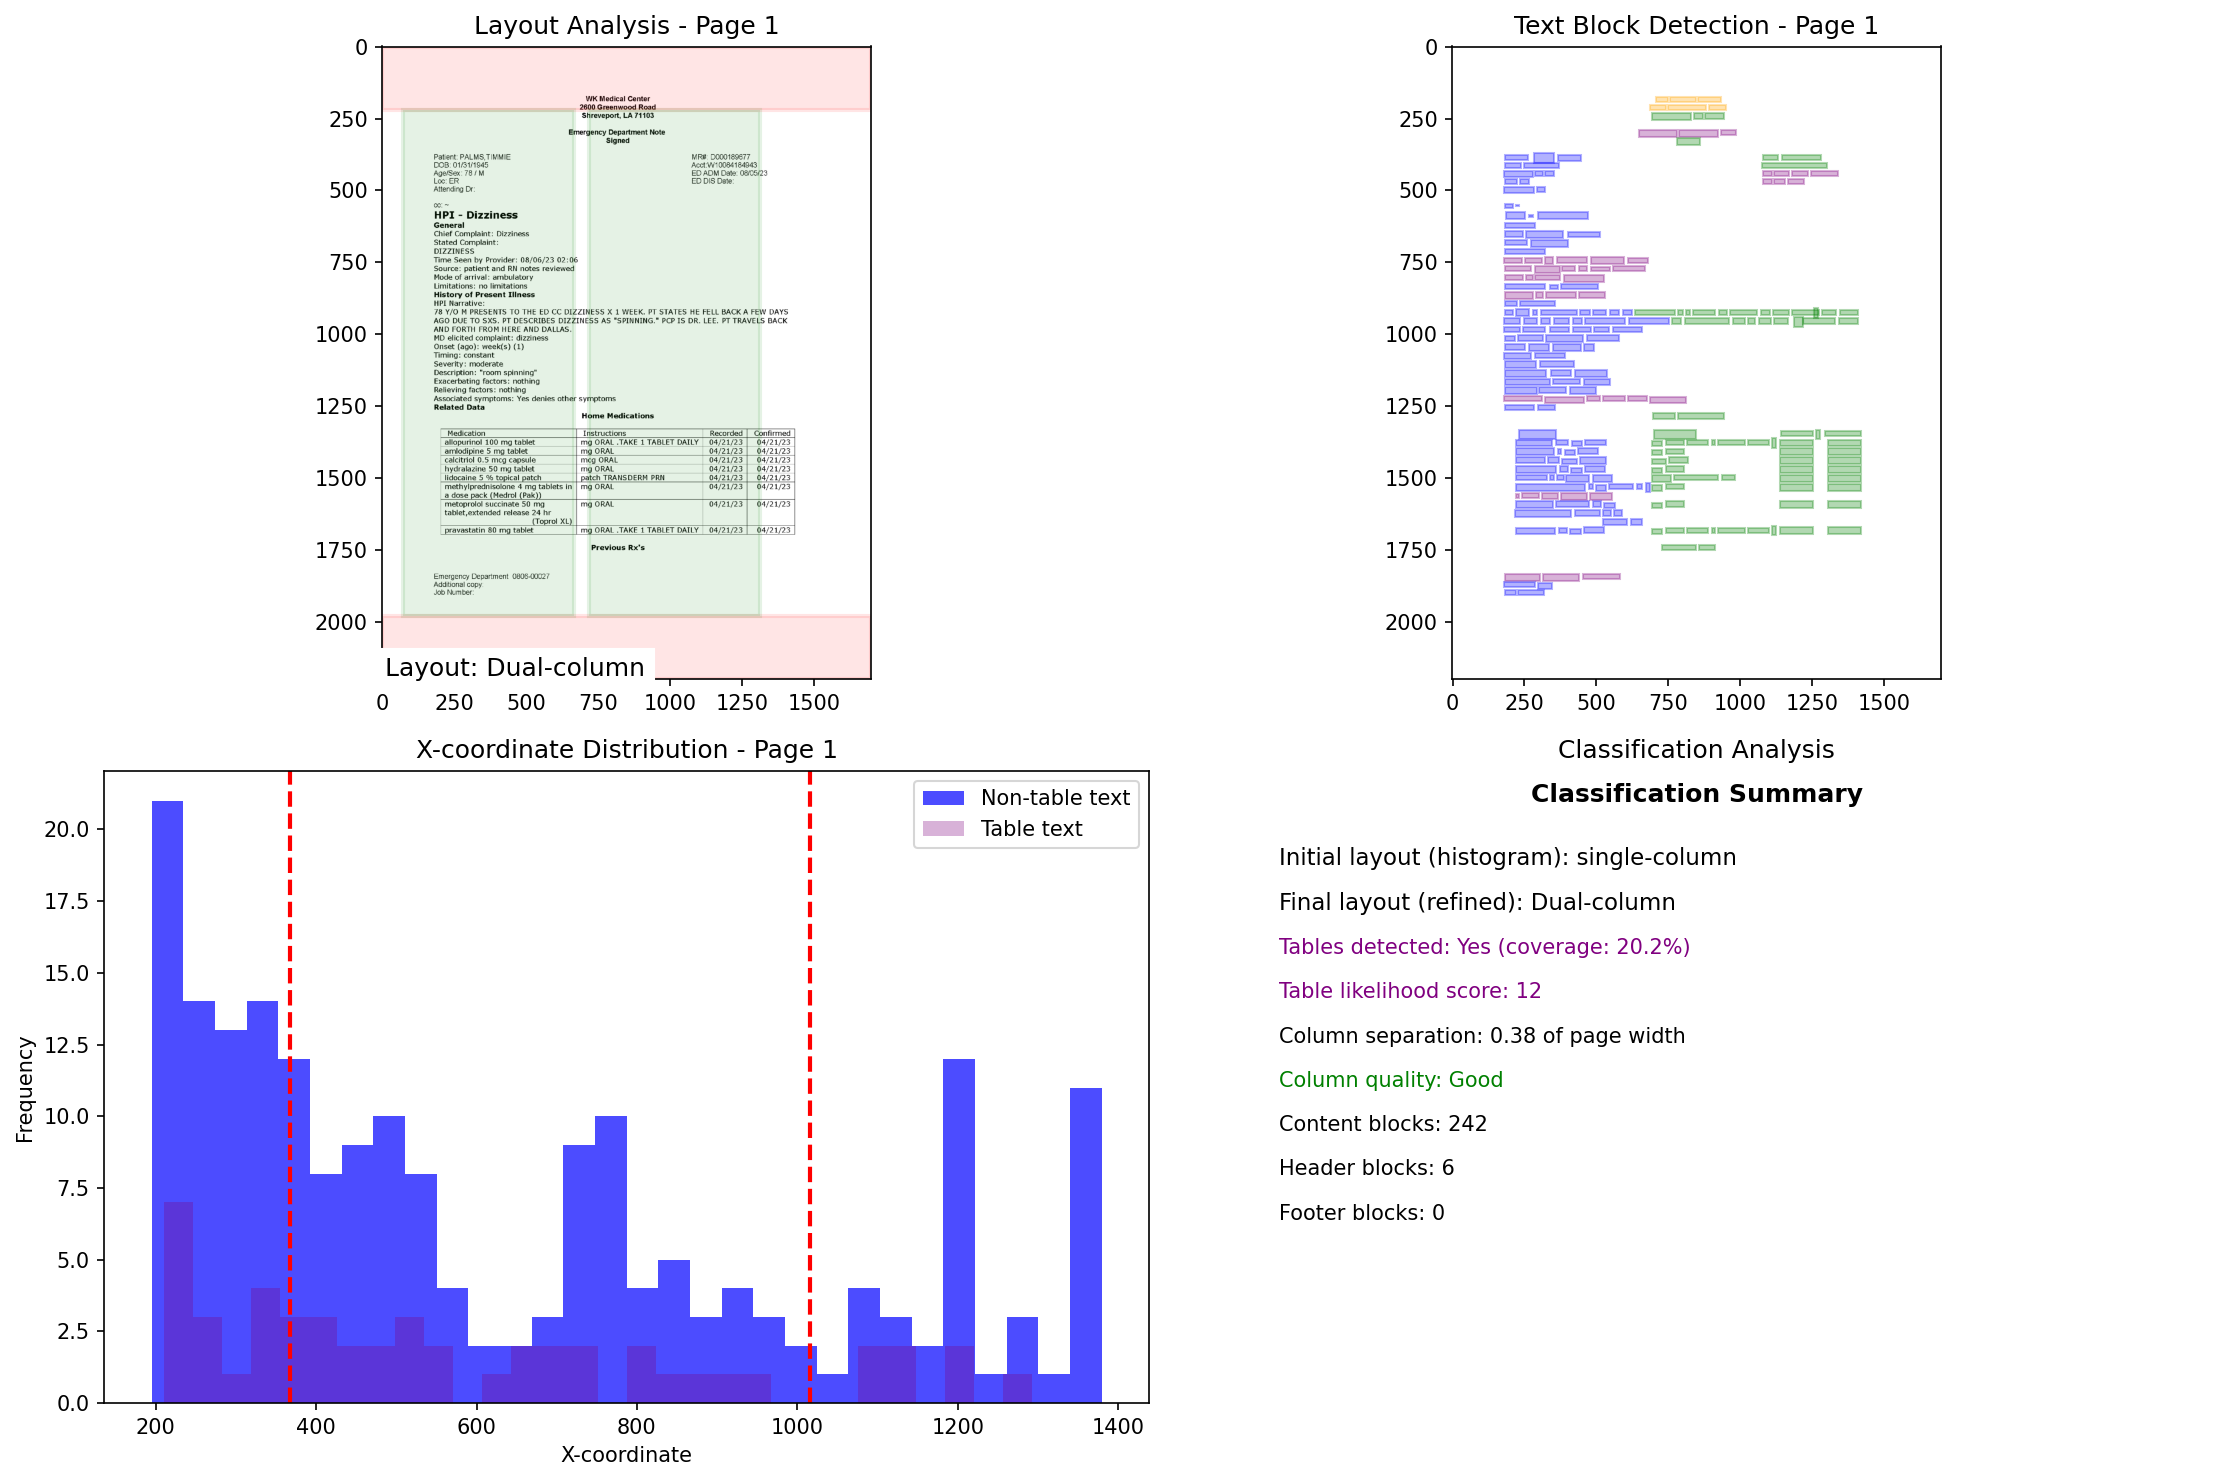 Layout Analysis - Page 1
0
250
500
750
1000
1250
1500
1750
2000
WK Medical Center
2600 Greenwood Road
Shreveport, LA 71103
Emergency Department Note
Signed
Patient: PALMS,TIMMIE
DOB: 01/31/1945
Age/Sex: 78 / M
Loc: ER
Attending Dr:
MR#: D000189677
Acct:W10084164943
ED ADM Date: 08/05/23
ED DIS Date:
cc: ~
HPI - Dizziness
General
Chief Complaint: Dizziness
Stated Complaint:
DIZZINESS
Time Seen by Provider: 08/06/23 02:06
Source: patient and RN notes reviewed
Mode of arrival: ambulatory
Limitations: no limitations
History of Present Illness
HPI Narrative:
78 Y/O M PRESENTS TO THE ED CC DIZZINESS X 1 WEEK. PT STATES HE FELL BACK A FEW DAYS
AGO DUE TO SXS. PT DESCRIBES DIZZINESS AS "SPINNING." PCP IS DR. LEE. PT TRAVELS BACK
AND FORTH FROM HERE AND DALLAS.
MD elicited complaint: dizziness
Onset (ago): week(s) (1)
Timing: constant
Severity: moderate
Description: "room spinning"
Exacerbating factors: nothing
Relieving factors: nothing
Associated symptoms: Yes denies other symptoms
Related Data
Home Medications
Medication Instructions Recorded Confirmed
allopurinol 100 mg tablet mg ORAL .TAKE 1 TABLET DAILY 04/21/23 04/21/23
amlodipine 5 mg tablet mg ORAL 04/21/23 04/21/23
calcitriol 0.5 mcg capsule mcg ORAL 04/21/23 04/21/23
hydralazine 50 mg tablet mg ORAL 04/21/23 04/21/23
lidocaine 5 % topical patch patch TRANSDERM PRN 04/21/23 04/21/23
methylprednisolone 4 mg tablets in mg ORAL 04/21/23 04/21/23
a dose pack (Medrol (Pak))
metoprolol succinate 50 mg mg ORAL 04/21/23 04/21/23
tablet,extended release 24 hr
(Toprol XL)
pravastatin 80 mg tablet mg ORAL .TAKE 1 TABLET DAILY 04/21/23 04/21/23
Previous Rx's
Emergency Department 0806-00027
Additional copy
Job Number:
Layout: Dual-column
0 250 500 750 1000 1250 1500
Text Block Detection - Page 1
0
250
500
750
1000
1250
1500
1750
2000
0 250 500 750 1000 1250 1500
X-coordinate Distribution - Page 1
Non-table text
Table text
Frequency
20.0
17.5
15.0
12.5
10.0
7.5
5.0
2.5
0.0
200 400 600 800 1000 1200 1400
X-coordinate
Classification Analysis
Classification Summary
Initial layout (histogram): single-column
Final layout (refined): Dual-column
Tables detected: Yes (coverage: 20.2%)
Table likelihood score: 12
Column separation: 0.38 of page width
Column quality: Good
Content blocks: 242
Header blocks: 6
Footer blocks: 0